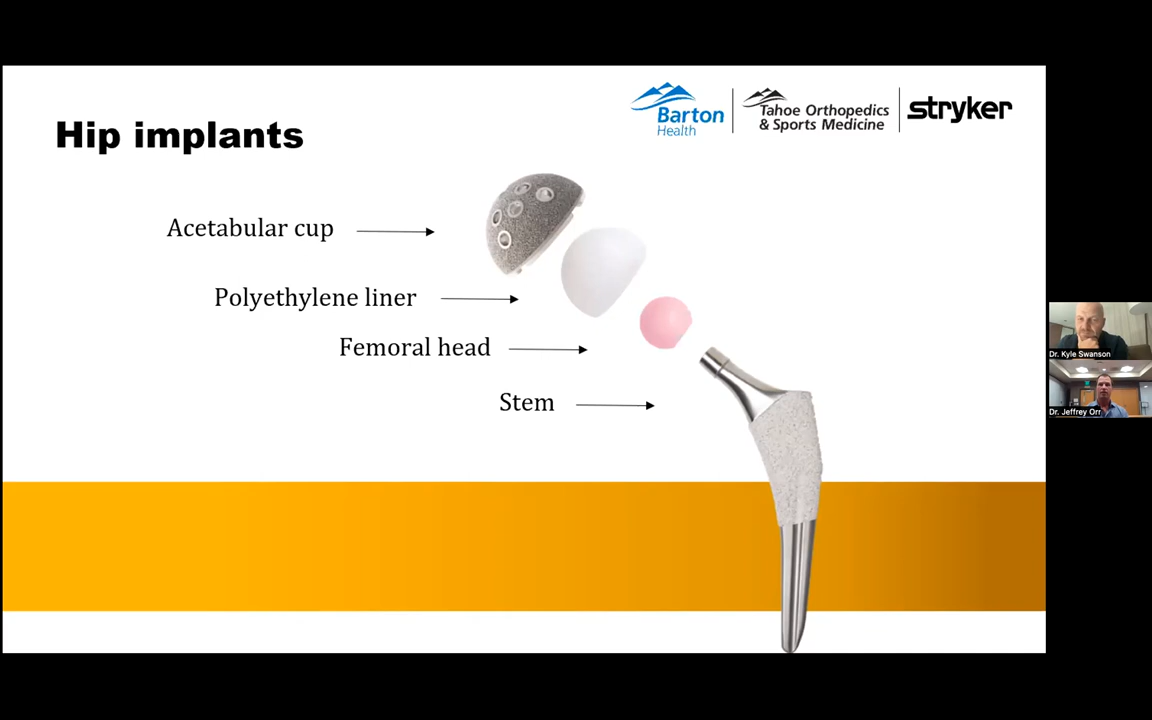 Hip implants
Barton
Health
Tahoe Orthopedics
& Sports Medicine
stryker
Acetabular cup
Polyethylene liner
Femoral head
Stem
Dr. Kyle Swanson
Dr. Jeffrey Orr